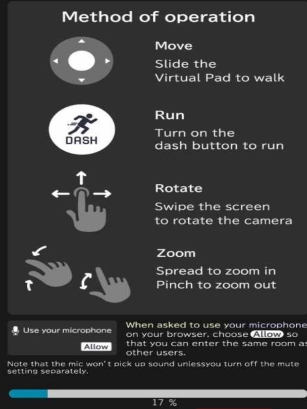 Method of operation
Move
Slide the
Virtual Pad to walk
DASH
Run
Turn on the
dash button to run
Rotate
Swipe the screen
to rotate the camera
Zoom
Spread to zoom in
Pinch to zoom out
Use your microphone
Allow
When asked to use your microphone
on your browser, choose Allow so
that you can enter the same room as
other users.
Note that the mic won't pick up sound unlessyou turn off the mute
setting separately.
17 %